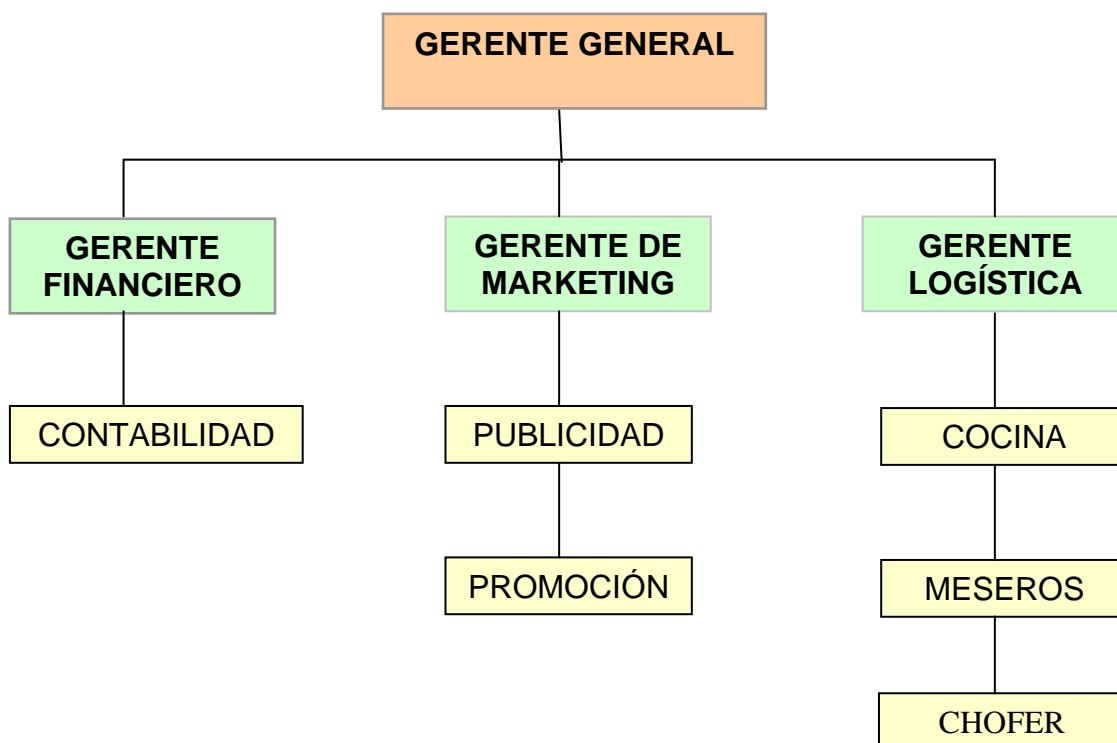 GERENTE GENERAL
GERENTE
FINANCIERO
GERENTE DE
MARKETING
GERENTE
LOGÍSTICA
CONTABILIDAD
PUBLICIDAD
COCINA
PROMOCIÓN
MESEROS
CHOFER